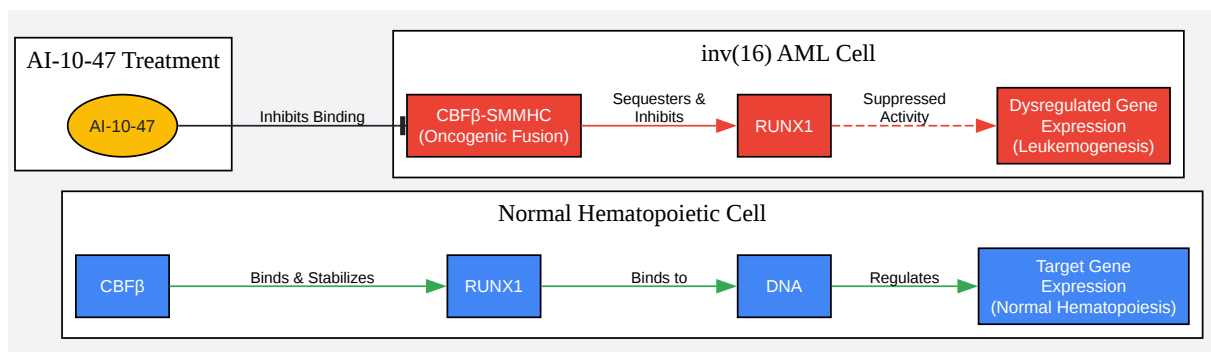 AI-10-47 Treatment
AI-10-47
Inhibits Binding
inv(16) AML Cell
CBFβ-SMMHC
(Oncogenic Fusion)
Sequesters &
Inhibits
RUNX1
Suppressed
Activity
Dysregulated Gene
Expression
(Leukemogenesis)
Normal Hematopoietic Cell
CBFβ
Binds & Stabilizes
RUNX1
Binds to
DNA
Regulates
Target Gene
Expression
(Normal Hematopoiesis)